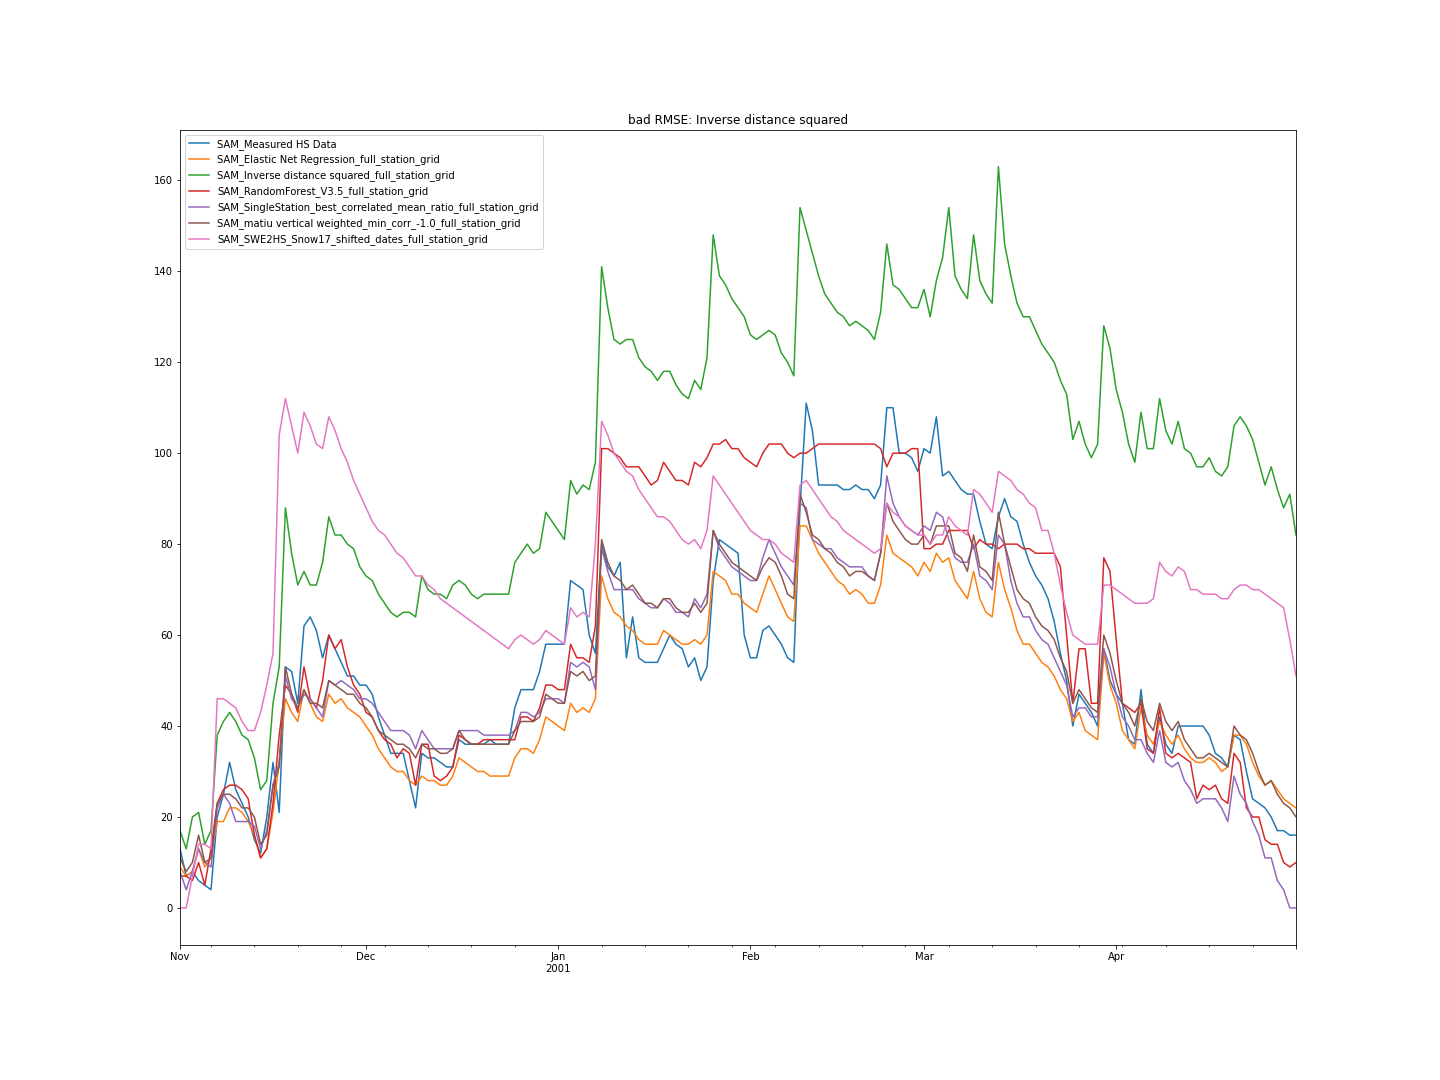 bad RMSE: Inverse distance squared
SAM_Measured HS Data
SAM_Elastic Net Regression_full_station_grid
SAM_Inverse distance squared_full_station_grid
SAM_RandomForest_V3.5_full_station_grid
SAM_SingleStation_best_correlated_mean_ratio_full_station_grid
SAM_matiu vertical weighted_min_corr_-1.0_full_station_grid
SAM_SWE2HS_Snow17_shifted_dates_full_station_grid
160
140
120
100
80
60
40
20
0
Nov Dec Jan Feb Mar Apr
2001